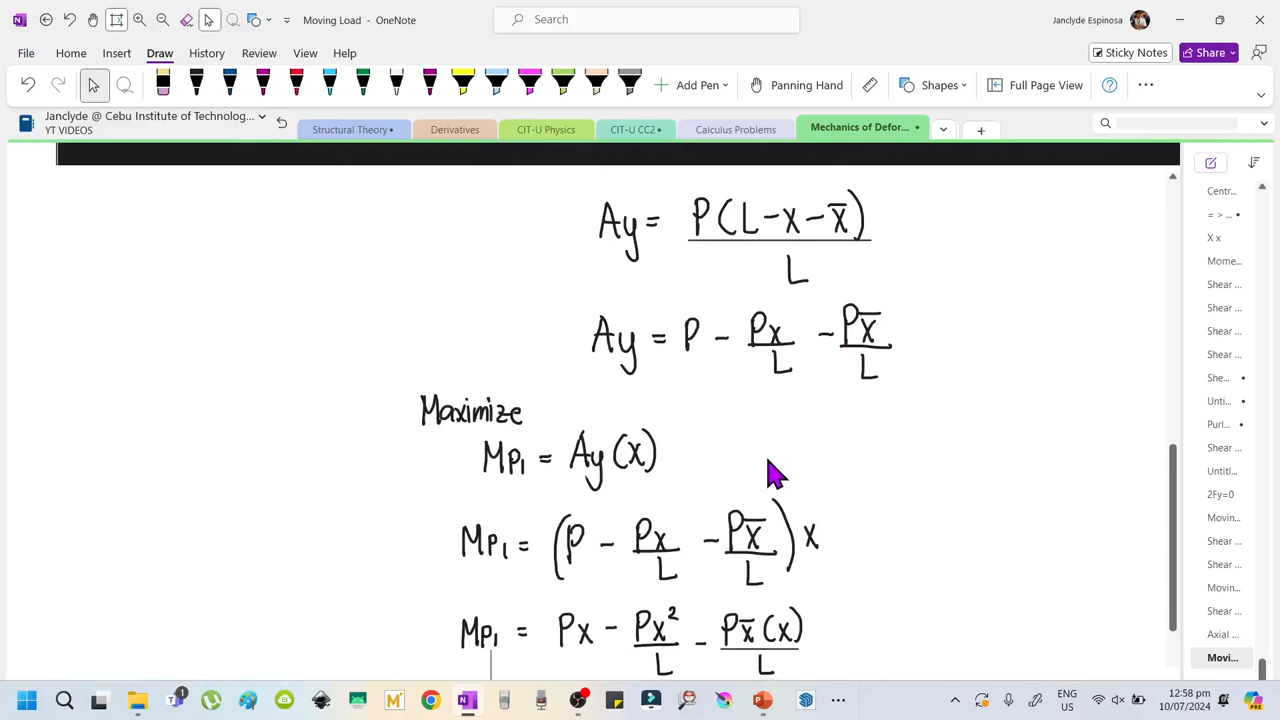 Moving Load - OneNote
Search
Janclyde Espinosa
File Home Insert Draw History Review View Help
Sticky Notes Share
Add Pen Panning Hand Shapes Full Page View
Janclyde @ Cebu Institute of Technolog...
YT VIDEOS
Structural Theory Derivatives CIT-U Physics CIT-U CC2 Calculus Problems Mechanics of Defor...
Ay = P(L-x-x̄)/L
Ay = P - Px/L - Px̄/L
Maximize
Mp₁ = Ay(x)
Mp₁ = (P - Px/L - Px̄/L)x
Mp₁ = Px - Px²/L - Px̄(x)/L
Centr...
= > ...
X x
Mome...
Shear ...
Shear ...
Shear ...
Shear ...
She...
Unti...
Purl...
Shear ...
Untitl...
2Fy=0
Movin...
Shear ...
Shear ...
Movin...
Shear ...
Axial ...
Movi...
1
ENG
US
12:58 pm
10/07/2024